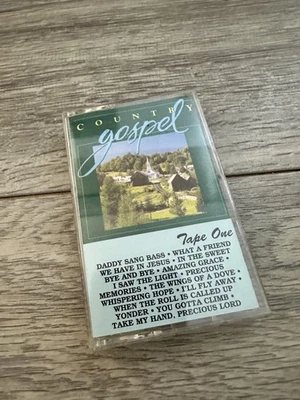 COUNTRY
gospel
Tape One
DADDY SANG BASS • WHAT A FRIEND
WE HAVE IN JESUS • IN THE SWEET
BYE AND BYE • AMAZING GRACE •
I SAW THE LIGHT • PRECIOUS
MEMORIES • THE WINGS OF A DOVE •
WHISPERING HOPE • I'LL FLY AWAY •
WHEN THE ROLL IS CALLED UP
YONDER • YOU GOTTA CLIMB •
TAKE MY HAND, PRECIOUS LORD